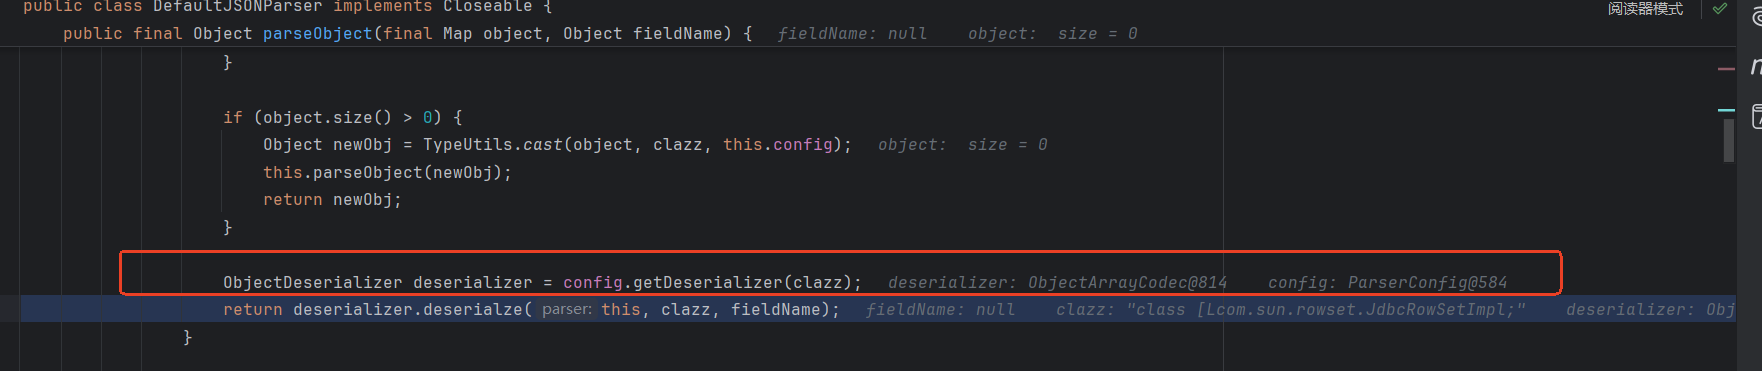 public class DefaultJSONParser implements Closeable {
阅读器模式
public final Object parseObject(final Map object, Object fieldName) { fieldName: null object: size = 0
}
if (object.size() > 0) {
Object newObj = TypeUtils.cast(object, clazz, this.config); object: size = 0
this.parseObject(newObj);
return newObj;
}
ObjectDeserializer deserializer = config.getDeserializer(clazz); deserializer: ObjectArrayCodec@814 config: ParserConfig@584
return deserializer.deserialze( parser: this, clazz, fieldName); fieldName: null clazz: "class [Lcom.sun.rowset.JdbcRowSetImpl;" deserializer: Obj
}